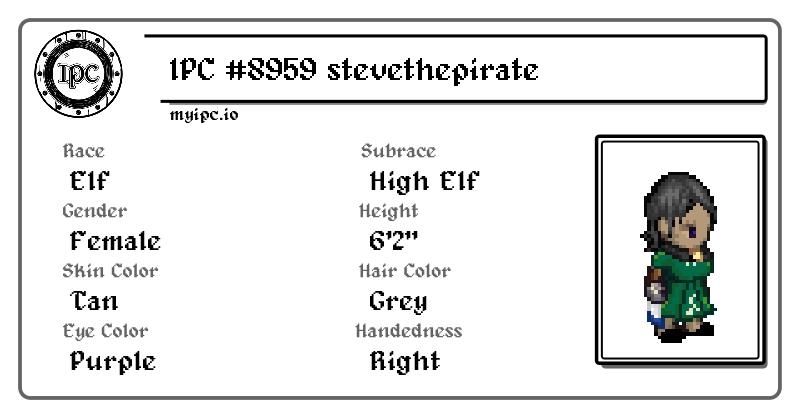 IPC
IPC #8959 stevethepirate
myipc.io
Race
Elf
Subrace
High Elf
Gender
Female
Height
6'2"
Skin Color
Tan
Hair Color
Grey
Eye Color
Purple
Handedness
Right